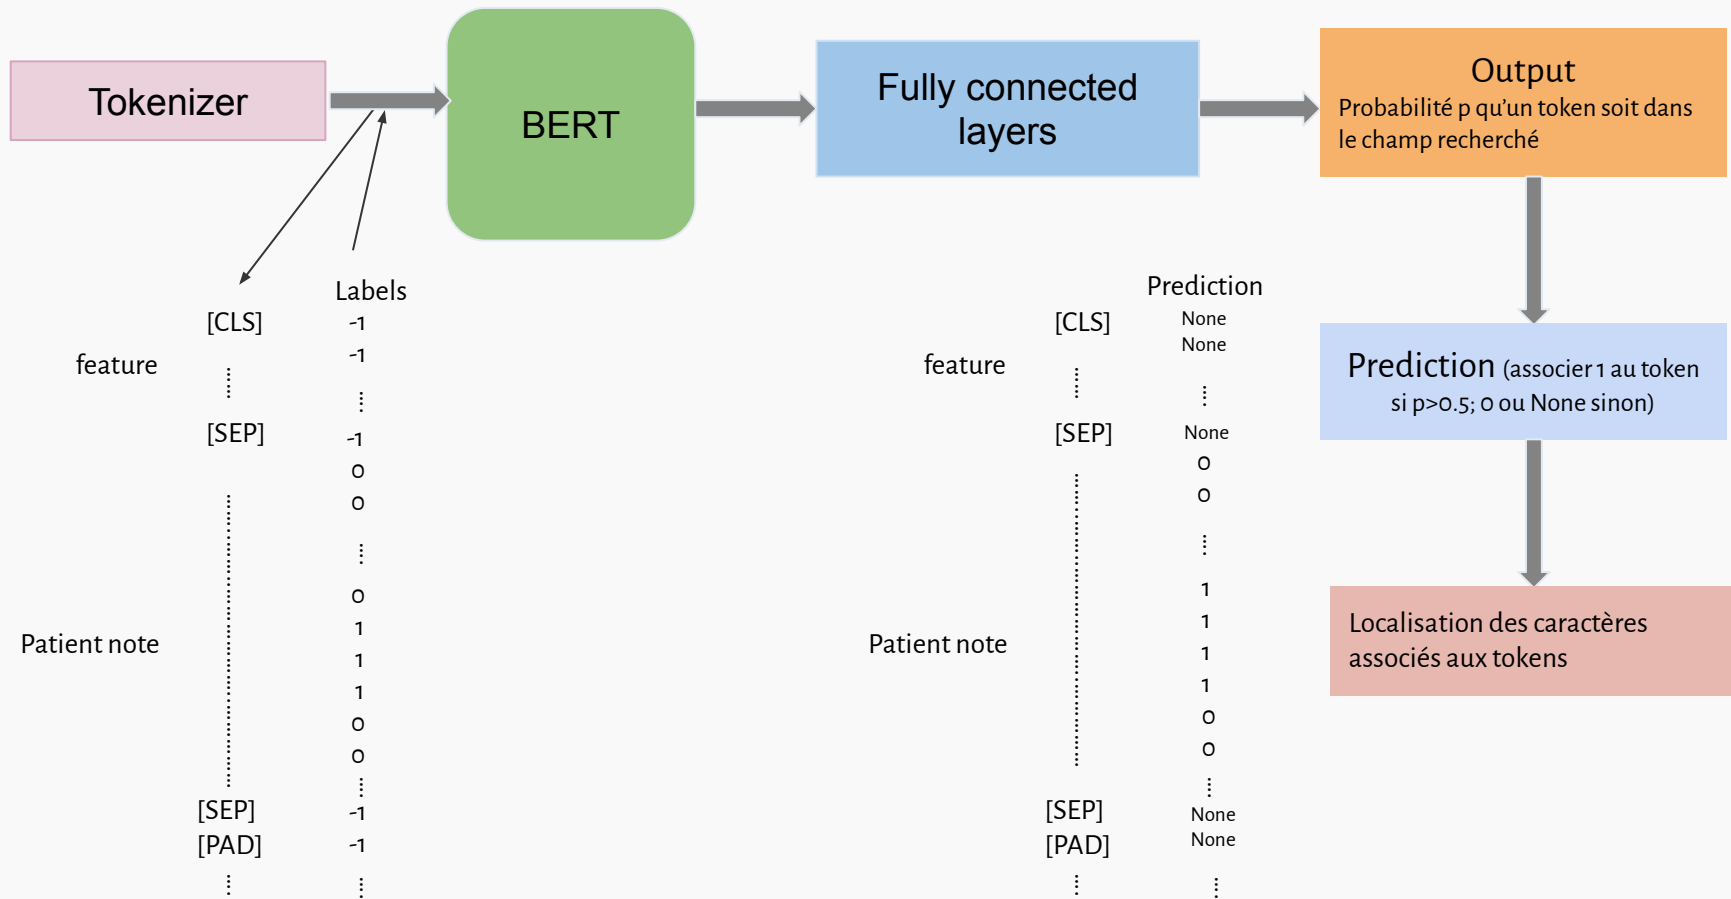 Tokenizer
BERT
Fully connected
layers
Output
Probabilité p qu'un token soit dans
le champ recherché
Labels
[CLS]
-1
-1
feature
[SEP]
-1
0
0
0
1
Patient note
1
1
0
0
[SEP]
-1
[PAD]
-1
Prediction
[CLS]
None
None
feature
[SEP]
None
0
0
1
1
Patient note
1
1
0
0
[SEP]
None
[PAD]
None
Prediction (associer 1 au token
si p>0.5; 0 ou None sinon)
Localisation des caractères
associés aux tokens